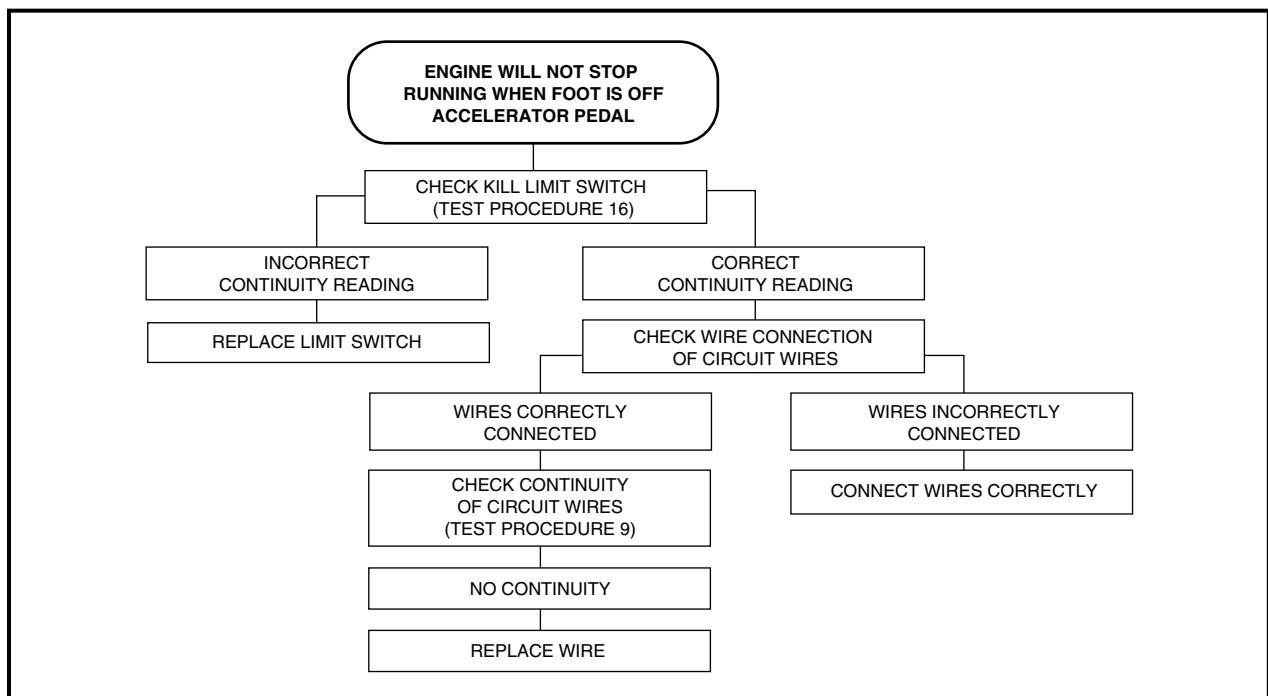 ENGINE WILL NOT STOP
RUNNING WHEN FOOT IS OFF
ACCELERATOR PEDAL
CHECK KILL LIMIT SWITCH
(TEST PROCEDURE 16)
INCORRECT
CONTINUITY READING
CORRECT
CONTINUITY READING
REPLACE LIMIT SWITCH
CHECK WIRE CONNECTION
OF CIRCUIT WIRES
WIRES CORRECTLY
CONNECTED
WIRES INCORRECTLY
CONNECTED
CHECK CONTINUITY
OF CIRCUIT WIRES
(TEST PROCEDURE 9)
CONNECT WIRES CORRECTLY
NO CONTINUITY
REPLACE WIRE